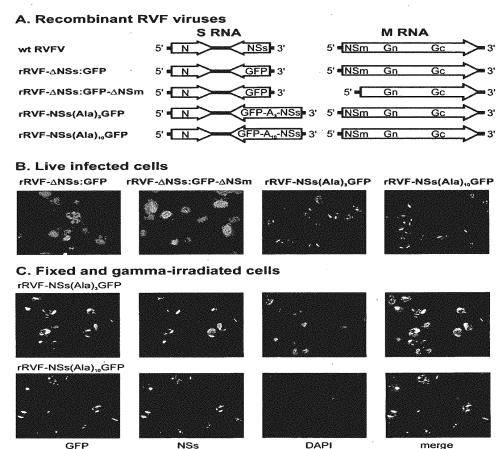 A. Recombinant RVF viruses
S RNA M RNA
wt RVFV 5' N NSs 3' 5' NSm Gn Gc 3'
rRVF-ΔNSs:GFP 5' N GFP 3' 5' NSm Gn Gc 3'
rRVF-ΔNSs:GFP-ΔNSm 5' N GFP 3' 5' Gn Gc 3'
rRVF-NSs(Ala)₉GFP 5' N GFP-A₉-NSs 3' 5' NSm Gn Gc 3'
rRVF-NSs(Ala)₁₀GFP 5' N GFP-A₁₀-NSs 3' 5' NSm Gn Gc 3'
B. Live infected cells
rRVF-ΔNSs:GFP rRVF-ΔNSs:GFP-ΔNSm rRVF-NSs(Ala)₉GFP rRVF-NSs(Ala)₁₀GFP
C. Fixed and gamma-irradiated cells
rRVF-NSs(Ala)₉GFP
rRVF-NSs(Ala)₁₀GFP
GFP NSs DAPI merge